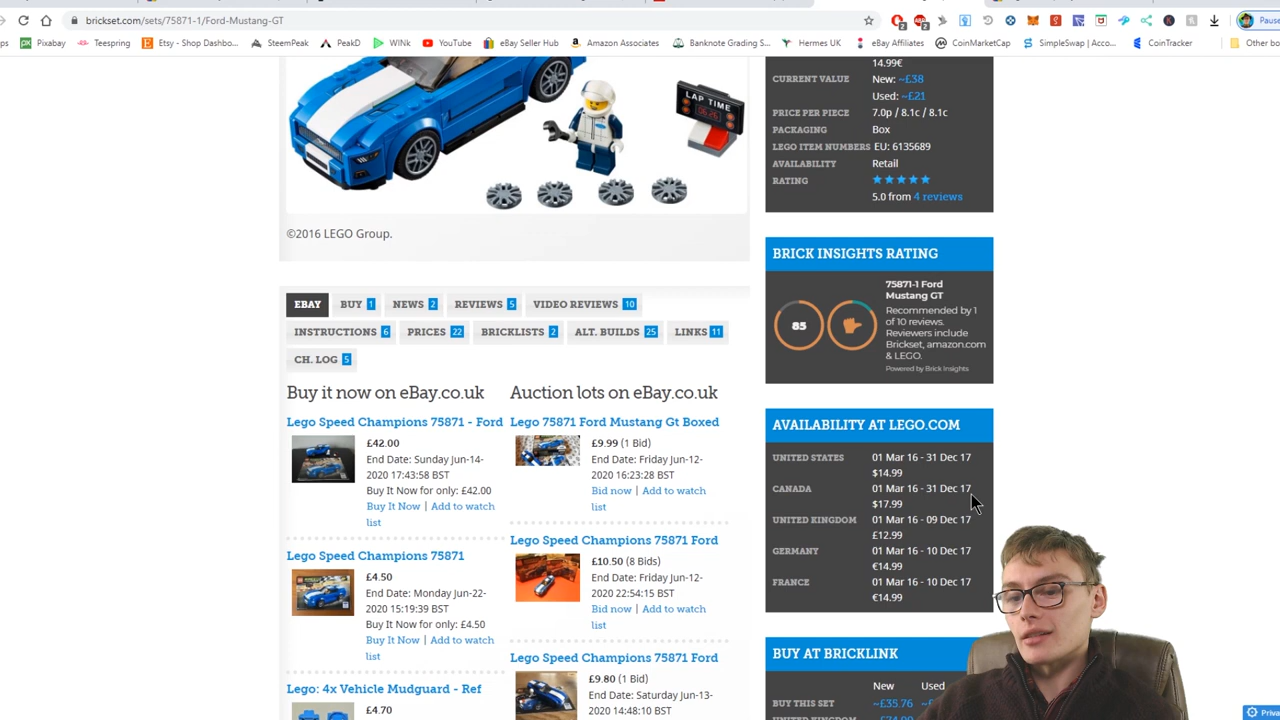 brickset.com/sets/75871-1/Ford-Mustang-GT
Pause
Pixabay Teespring Etsy - Shop Dashbo... SteemPeak PeakD WINk YouTube eBay Seller Hub Amazon Associates Banknote Grading S... Hermes UK eBay Affiliates CoinMarketCap SimpleSwap | Acco... CoinTracker Other bo
LAP TIME
©2016 LEGO Group.
EBAY BUY 1 NEWS 2 REVIEWS 5 VIDEO REVIEWS 10
INSTRUCTIONS 6 PRICES 22 BRICKLISTS 2 ALT. BUILDS 25 LINKS 11
CH. LOG 5
Buy it now on eBay.co.uk
Lego Speed Champions 75871 - Ford
£42.00
End Date: Sunday Jun-14-
2020 17:43:58 BST
Buy It Now for only: £42.00
Buy It Now | Add to watch
list
Lego Speed Champions 75871
£4.50
End Date: Monday Jun-22-
2020 15:19:39 BST
Buy It Now for only: £4.50
Buy It Now | Add to watch
list
Lego: 4x Vehicle Mudguard - Ref
£4.70
Auction lots on eBay.co.uk
Lego 75871 Ford Mustang Gt Boxed
£9.99 (1 Bid)
End Date: Friday Jun-12-
2020 16:23:28 BST
Bid now | Add to watch
list
Lego Speed Champions 75871 Ford
£10.50 (8 Bids)
End Date: Friday Jun-12-
2020 22:54:15 BST
Bid now | Add to watch
list
Lego Speed Champions 75871 Ford
£9.80 (1 Bid)
End Date: Saturday Jun-13-
2020 14:48:10 BST
14.99€
CURRENT VALUE New: ~£38
Used: ~£21
PRICE PER PIECE 7.0p / 8.1c / 8.1c
PACKAGING Box
LEGO ITEM NUMBERS EU: 6135689
AVAILABILITY Retail
RATING ★★★★★
5.0 from 4 reviews
BRICK INSIGHTS RATING
85
75871-1 Ford
Mustang GT
Recommended by 1
of 10 reviews.
Reviewers include
Brickset, amazon.com
& LEGO.
Powered by Brick Insights
AVAILABILITY AT LEGO.COM
UNITED STATES 01 Mar 16 - 31 Dec 17
$14.99
CANADA 01 Mar 16 - 31 Dec 17
$17.99
UNITED KINGDOM 01 Mar 16 - 09 Dec 17
£12.99
GERMANY 01 Mar 16 - 10 Dec 17
€14.99
FRANCE 01 Mar 16 - 10 Dec 17
€14.99
BUY AT BRICKLINK
New Used
BUY THIS SET ~£35.76
Priva